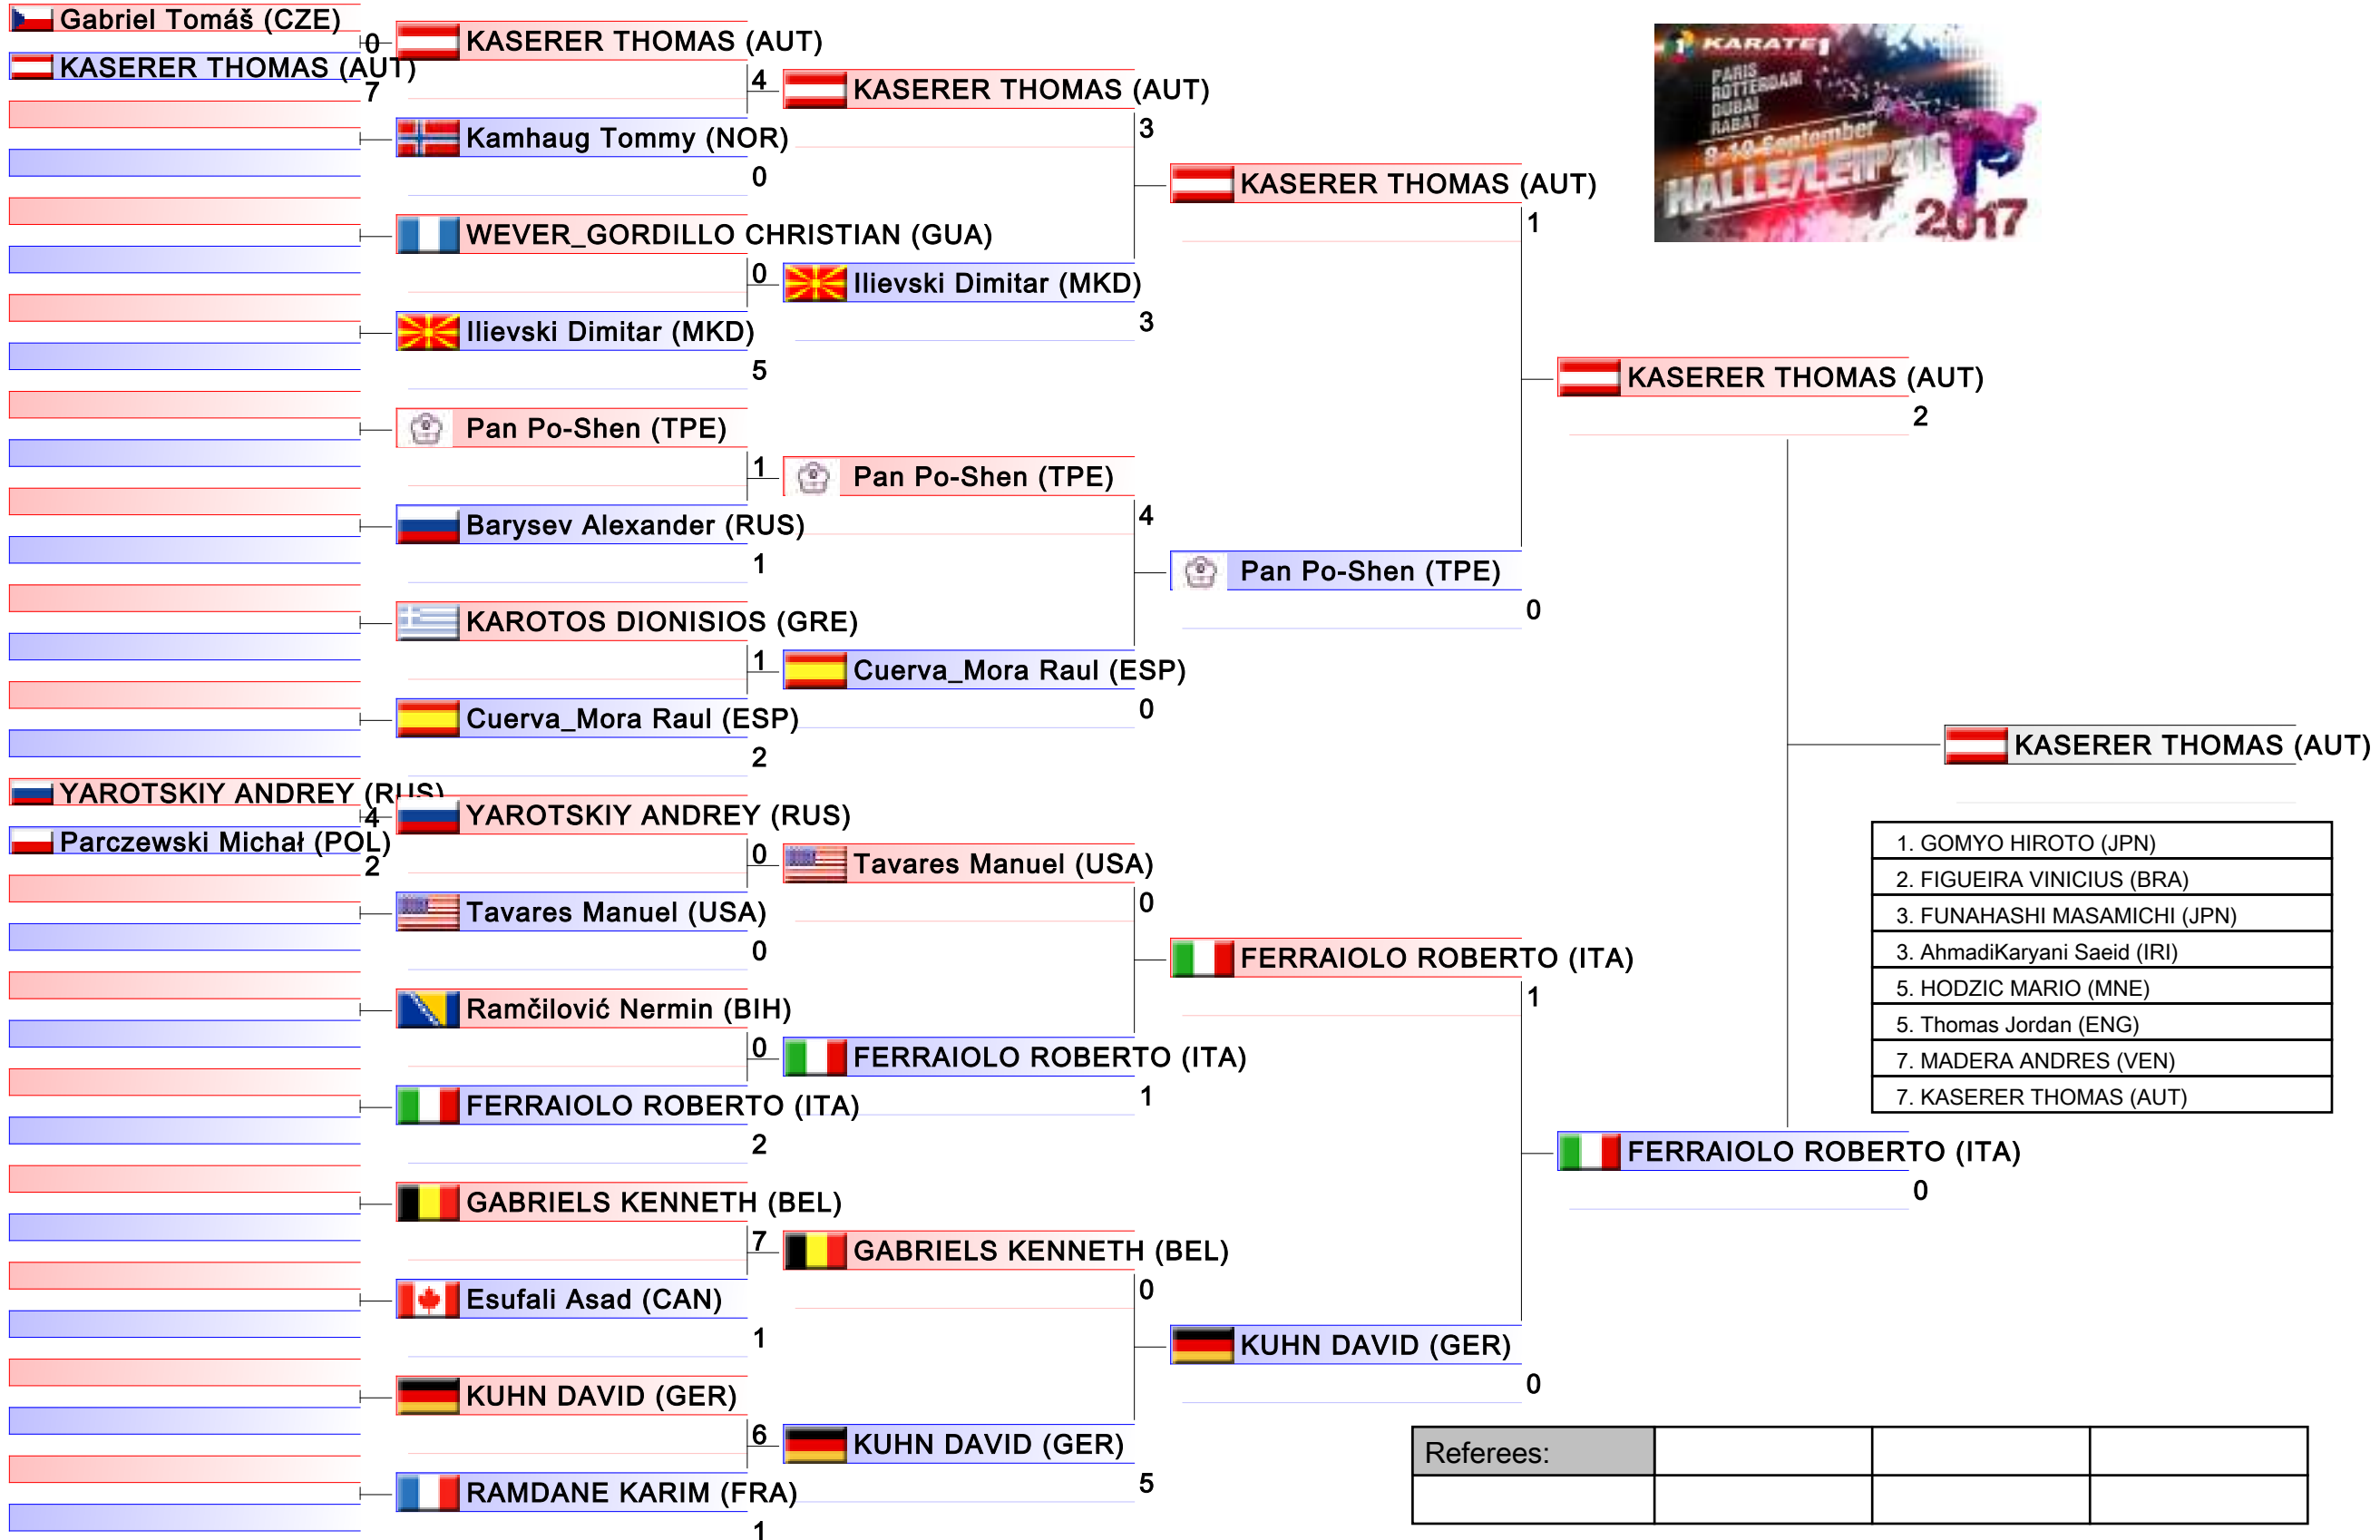 Gabriel Tomáš (CZE)
0
KASERER THOMAS (AUT)
7
YAROTSKIY ANDREY (RUS)
4
Parczewski Michał (POL)
2
KASERER THOMAS (AUT)
4
Kamhaug Tommy (NOR)
0
WEVER_GORDILLO CHRISTIAN (GUA)
0
Ilievski Dimitar (MKD)
5
Pan Po-Shen (TPE)
1
Barysev Alexander (RUS)
1
KAROTOS DIONISIOS (GRE)
1
Cuerva_Mora Raul (ESP)
2
YAROTSKIY ANDREY (RUS)
0
Tavares Manuel (USA)
0
Ramčilović Nermin (BIH)
0
FERRAIOLO ROBERTO (ITA)
2
GABRIELS KENNETH (BEL)
7
Esufali Asad (CAN)
1
KUHN DAVID (GER)
6
RAMDANE KARIM (FRA)
1
KASERER THOMAS (AUT)
3
Ilievski Dimitar (MKD)
3
Pan Po-Shen (TPE)
4
Cuerva_Mora Raul (ESP)
0
Tavares Manuel (USA)
0
FERRAIOLO ROBERTO (ITA)
1
GABRIELS KENNETH (BEL)
0
KUHN DAVID (GER)
5
KASERER THOMAS (AUT)
1
Pan Po-Shen (TPE)
0
FERRAIOLO ROBERTO (ITA)
1
KUHN DAVID (GER)
0
KASERER THOMAS (AUT)
2
FERRAIOLO ROBERTO (ITA)
0
KASERER THOMAS (AUT)
KARATE1
PARIS
ROTTERDAM
DUBAI
RABAT
8-10 September
HALLE/LEIPZIG
2017
1. GOMYO HIROTO (JPN)
2. FIGUEIRA VINICIUS (BRA)
3. FUNAHASHI MASAMICHI (JPN)
3. AhmadiKaryani Saeid (IRI)
5. HODZIC MARIO (MNE)
5. Thomas Jordan (ENG)
7. MADERA ANDRES (VEN)
7. KASERER THOMAS (AUT)
Referees: